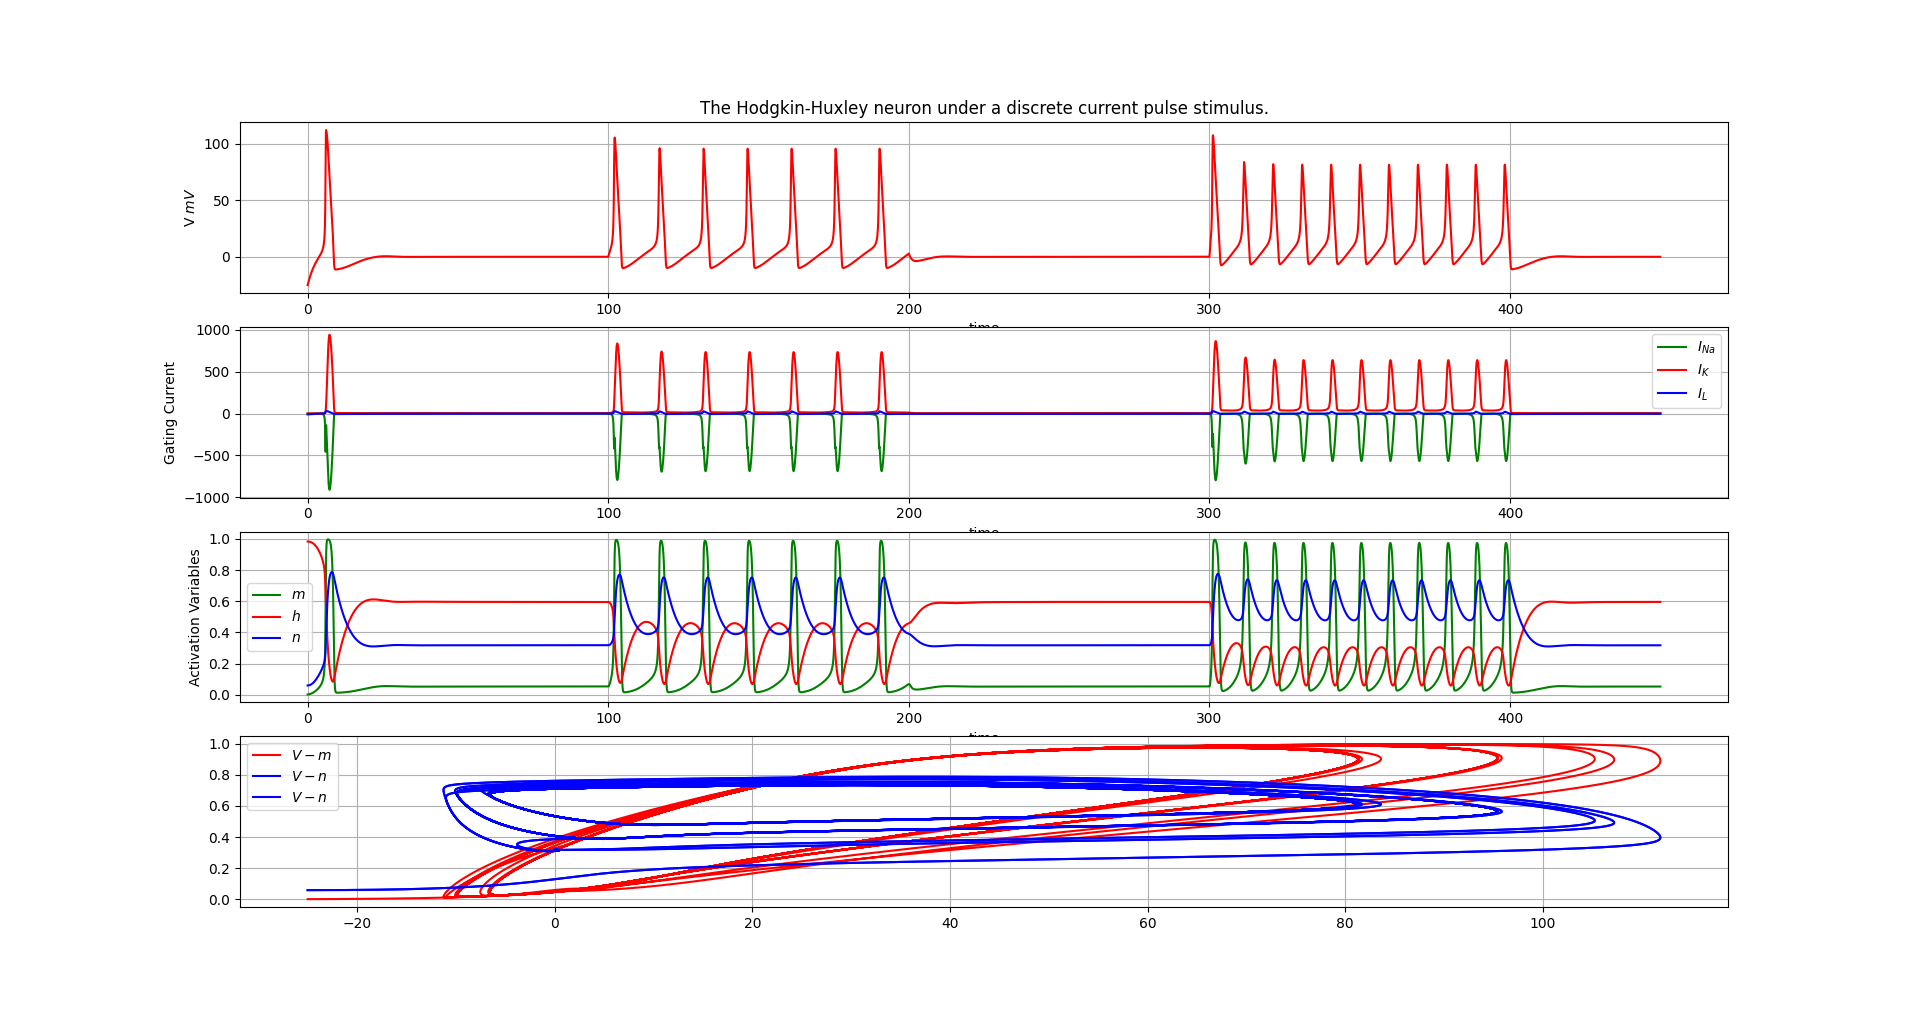 The Hodgkin-Huxley neuron under a discrete current pulse stimulus.
V mV
100
50
0
0 100 200 300 400
time
Gating Current
1000
500
0
−500
−1000
I_Na
I_K
I_L
0 100 200 300 400
time
Activation Variables
1.0
0.8
0.6
0.4
0.2
0.0
m
h
n
0 100 200 300 400
time
1.0
0.8
0.6
0.4
0.2
0.0
V − m
V − n
V − n
−20 0 20 40 60 80 100